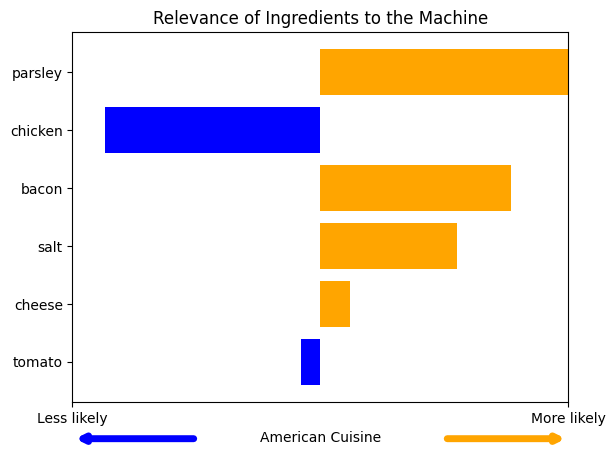 Relevance of Ingredients to the Machine
parsley
chicken
bacon
salt
cheese
tomato
Less likely
More likely
American Cuisine